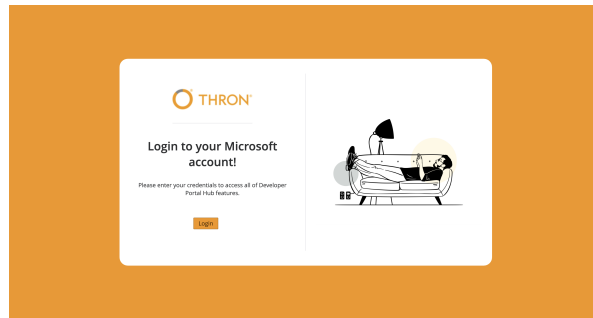 THRON
Login to your Microsoft
account!
Please enter your credentials to access all of Developer
Portal Hub features.
Login